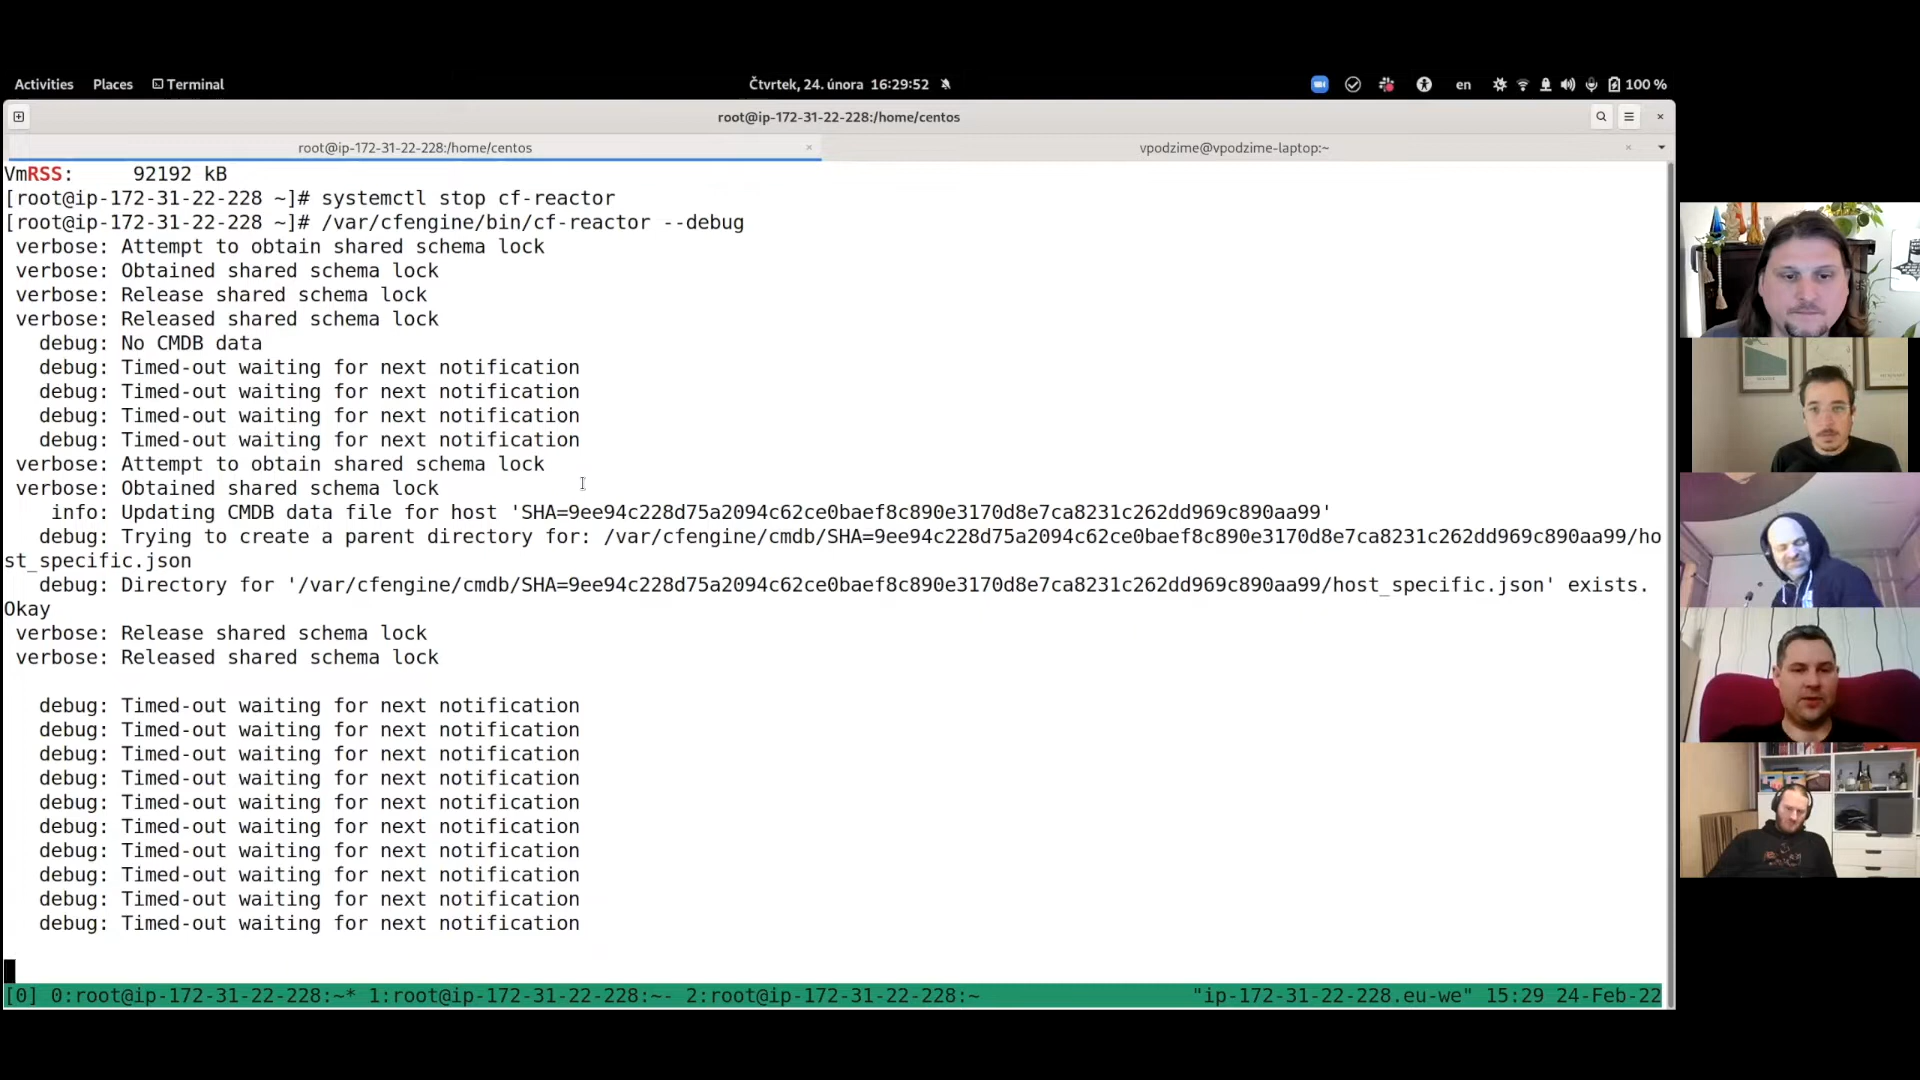 Activities Places Terminal Čtvrtek, 24. února 16:29:52 en 100 %
root@ip-172-31-22-228:/home/centos
root@ip-172-31-22-228:/home/centos vpodzime@vpodzime-laptop:~
VmRSS: 92192 kB
[root@ip-172-31-22-228 ~]# systemctl stop cf-reactor
[root@ip-172-31-22-228 ~]# /var/cfengine/bin/cf-reactor --debug
verbose: Attempt to obtain shared schema lock
verbose: Obtained shared schema lock
verbose: Release shared schema lock
verbose: Released shared schema lock
debug: No CMDB data
debug: Timed-out waiting for next notification
debug: Timed-out waiting for next notification
debug: Timed-out waiting for next notification
debug: Timed-out waiting for next notification
verbose: Attempt to obtain shared schema lock
verbose: Obtained shared schema lock
info: Updating CMDB data file for host 'SHA=9ee94c228d75a2094c62ce0baef8c890e3170d8e7ca8231c262dd969c890aa99'
debug: Trying to create a parent directory for: /var/cfengine/cmdb/SHA=9ee94c228d75a2094c62ce0baef8c890e3170d8e7ca8231c262dd969c890aa99/ho
st_specific.json
debug: Directory for '/var/cfengine/cmdb/SHA=9ee94c228d75a2094c62ce0baef8c890e3170d8e7ca8231c262dd969c890aa99/host_specific.json' exists.
Okay
verbose: Release shared schema lock
verbose: Released shared schema lock
debug: Timed-out waiting for next notification
debug: Timed-out waiting for next notification
debug: Timed-out waiting for next notification
debug: Timed-out waiting for next notification
debug: Timed-out waiting for next notification
debug: Timed-out waiting for next notification
debug: Timed-out waiting for next notification
debug: Timed-out waiting for next notification
debug: Timed-out waiting for next notification
debug: Timed-out waiting for next notification
[0] 0:root@ip-172-31-22-228:~* 1:root@ip-172-31-22-228:~- 2:root@ip-172-31-22-228:~ "ip-172-31-22-228.eu-we" 15:29 24-Feb-22